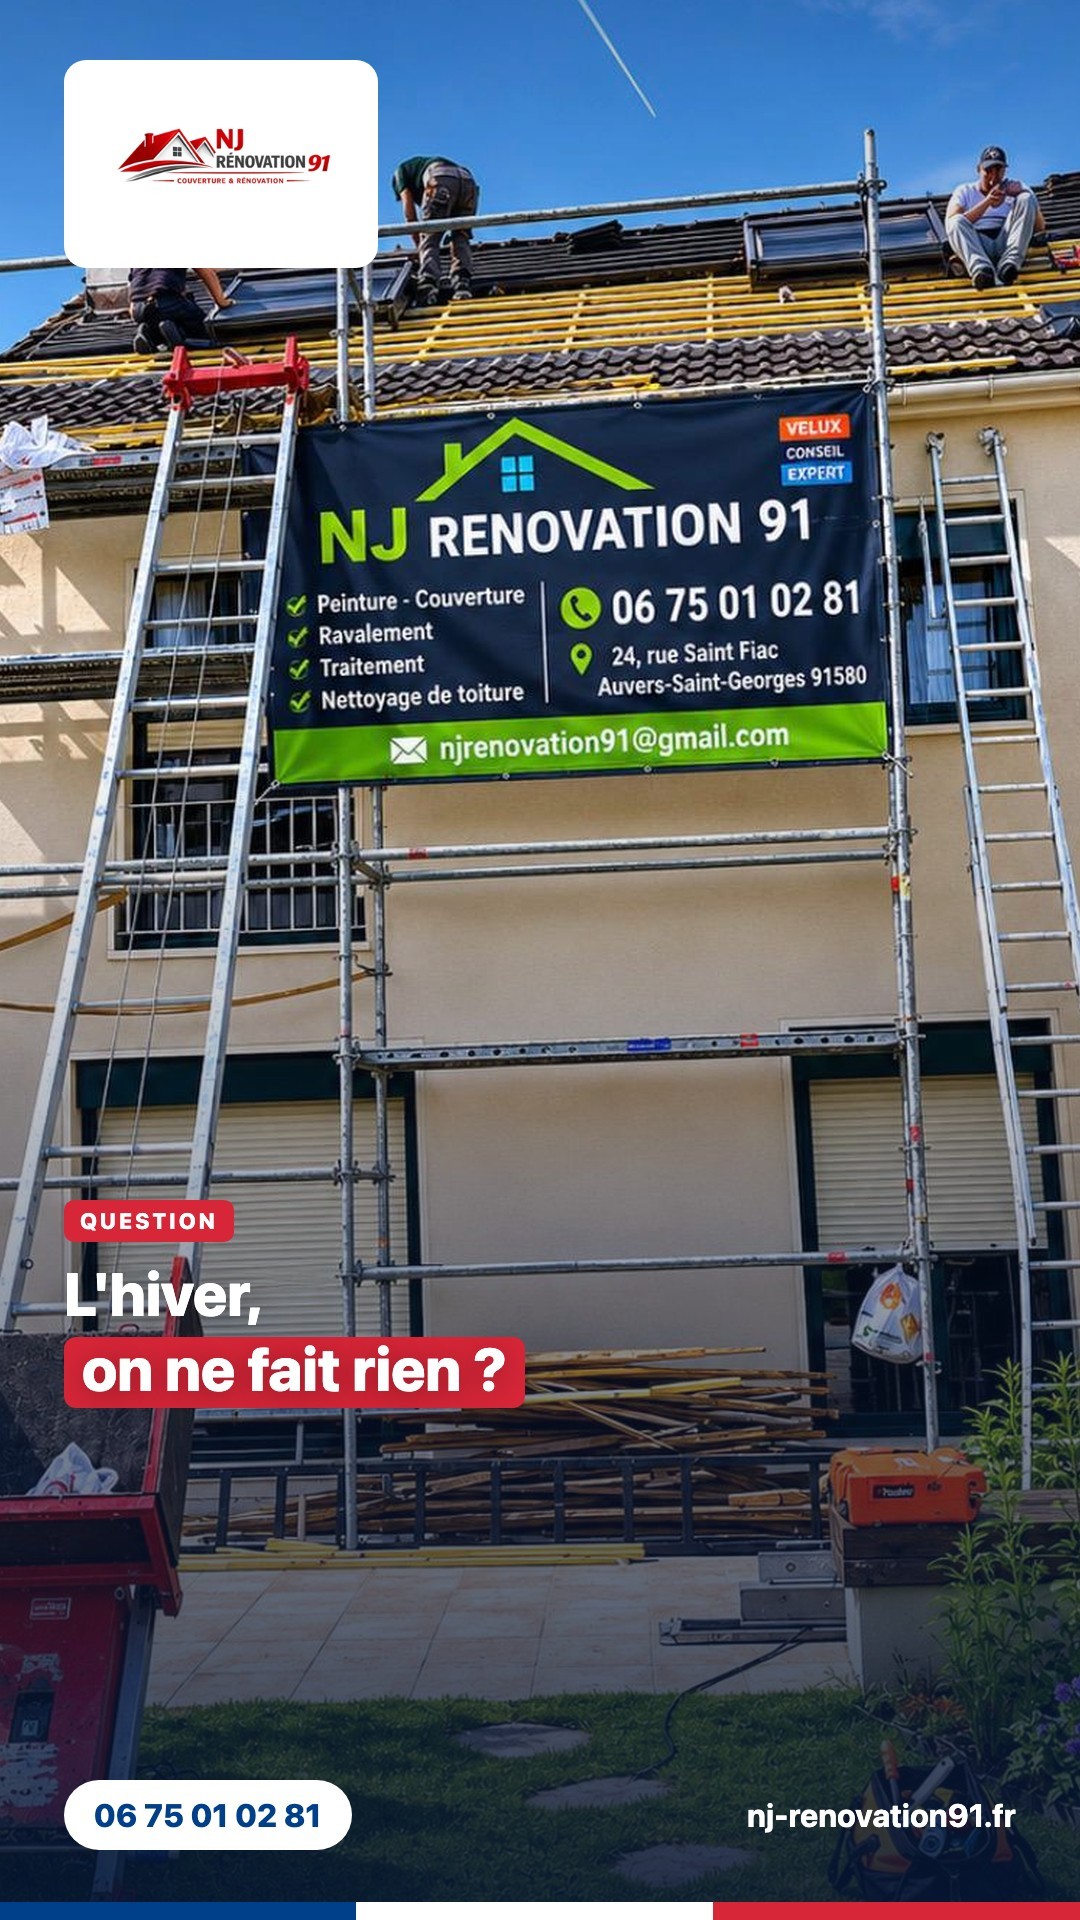 NJ
RÉNOVATION 91
COUVERTURE & RÉNOVATION
VELUX
CONSEIL
EXPERT
NJ RENOVATION 91
Peinture - Couverture
Ravalement
Traitement
Nettoyage de toiture
06 75 01 02 81
24, rue Saint Fiac
Auvers-Saint-Georges 91580
njrenovation91@gmail.com
QUESTION
L'hiver,
on ne fait rien ?
06 75 01 02 81
nj-renovation91.fr